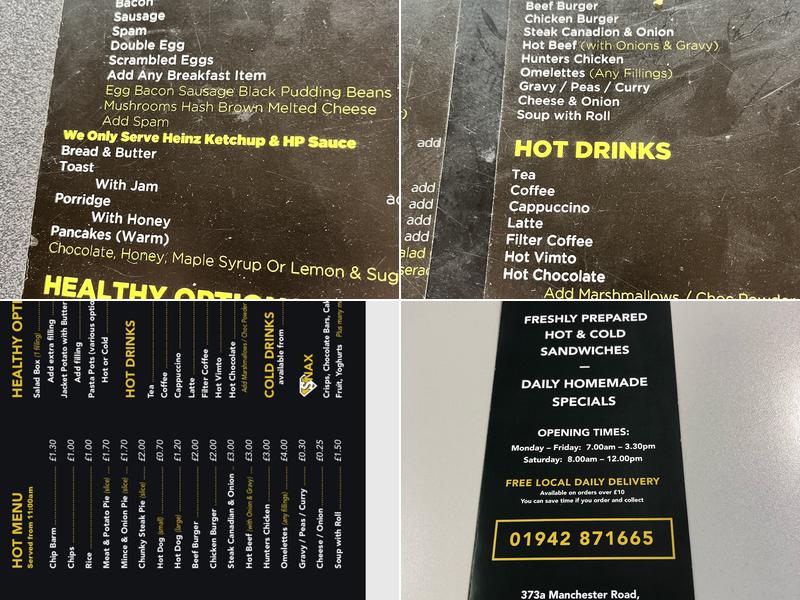 Bacon
Sausage
Spam
Double Egg
Scrambled Eggs
Add Any Breakfast Item
Egg Bacon Sausage Black Pudding Beans
Mushrooms Hash Brown Melted Cheese
Add Spam
We Only Serve Heinz Ketchup & HP Sauce
Bread & Butter
Toast
With Jam
Porridge
With Honey
Pancakes (Warm)
Chocolate, Honey, Maple Syrup Or Lemon & Sug
HEALTHY OPTION
Beef Burger
Chicken Burger
Steak Canadian & Onion
Hot Beef (with Onions & Gravy)
Hunters Chicken
Omelettes (Any Fillings)
Gravy / Peas / Curry
Cheese & Onion
Soup with Roll
add
add
add
add
add
HOT DRINKS
Tea
Coffee
Cappuccino
Latte
Filter Coffee
Hot Vimto
Hot Chocolate
Add Marshmallows / Choc Powder
HEALTHY OPTI
Salad Box (1 filling)
Add extra filling
Jacket Potato with Butter
Add filling
Pasta Pots (various optio
Hot or Cold
HOT DRINKS
Tea
Coffee
Cappuccino
Latte
Filter Coffee
Hot Vimto
Hot Chocolate
Add Marshmallows / Choc Powde
COLD DRINKS
available from
SNAX
Crisps, Chocolate Bars, Cak
Fruit, Yoghurts Plus many m
HOT MENU
Served from 11:00am
Chip Barm £1.30
Chips £1.00
Rice £1.00
Meat & Potato Pie (slice) £1.70
Mince & Onion Pie (slice) £1.70
Chunky Steak Pie (slice) £2.00
Hot Dog (small) £0.70
Hot Dog (large) £1.20
Beef Burger £2.00
Chicken Burger £2.00
Steak Canadian & Onion £3.00
Hot Beef (with Onion & Gravy) £3.00
Hunters Chicken £3.00
Omelettes (any fillings) £4.00
Gravy / Peas / Curry £0.30
Cheese / Onion £0.25
Soup with Roll £1.50
FRESHLY PREPARED
HOT & COLD
SANDWICHES
—
DAILY HOMEMADE
SPECIALS
OPENING TIMES:
Monday – Friday: 7.00am – 3.30pm
Saturday: 8.00am – 12.00pm
FREE LOCAL DAILY DELIVERY
Available on orders over £10
You can save time if you order and collect
01942 871665
373a Manchester Road,